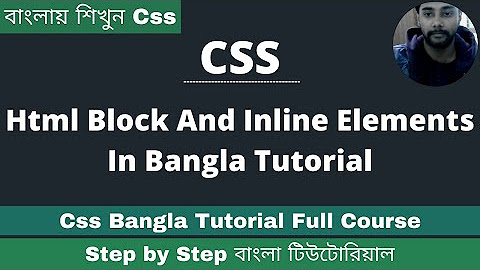 বাংলায় শিখুন Css
CSS
Html Block And Inline Elements
In Bangla Tutorial
Css Bangla Tutorial Full Course
Step by Step বাংলা টিউটোরিয়াল